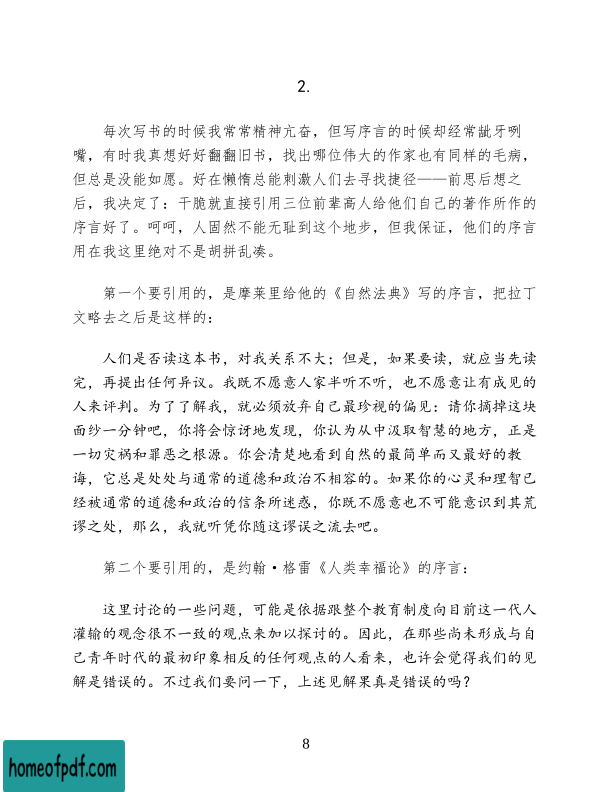 2.
每次写书的时候我常常精神亢奋，但写序言的时候却经常龇牙咧
嘴，有时我真想好好翻翻旧书，找出哪位伟大的作家也有同样的毛病，
但总是没能如愿。好在懒惰总能刺激人们去寻找捷径——前思后想之
后，我决定了：干脆就直接引用三位前辈高人给他们自己的著作所作的
序言好了。呵呵，人固然不能无耻到这个地步，但我保证，他们的序言
用在我这里绝对不是胡拼乱凑。
第一个要引用的，是摩莱里给他的《自然法典》写的序言，把拉丁
文略去之后是这样的：
人们是否读这本书，对我关系不大；但是，如果要读，就应当先读
完，再提出任何异议。我既不愿意人家半听不听，也不愿意让有成见的
人来评判。为了了解我，就必须放弃自己最珍视的偏见：请你摘掉这块
面纱一分钟吧，你将会惊讶地发现，你认为从中汲取智慧的地方，正是
一切灾祸和罪恶之根源。你会清楚地看到自然的最简单而又最好的教
诲，它总是处处与通常的道德和政治不相容的。如果你的心灵和理智已
经被通常的道德和政治的信条所迷惑，你既不愿意也不可能意识到其荒
谬之处，那么，我就听凭你随这谬误之流去吧。
第二个要引用的，是约翰·格雷《人类幸福论》的序言：
这里讨论的一些问题，可能是依据跟整个教育制度向目前这一代人
灌输的观念很不一致的观点来加以探讨的。因此，在那些尚未形成与自
己青年时代的最初印象相反的任何观点的人看来，也许会觉得我们的见
解是错误的。不过我们要问一下，上述见解果真是错误的吗？
8
homeofpdf.com